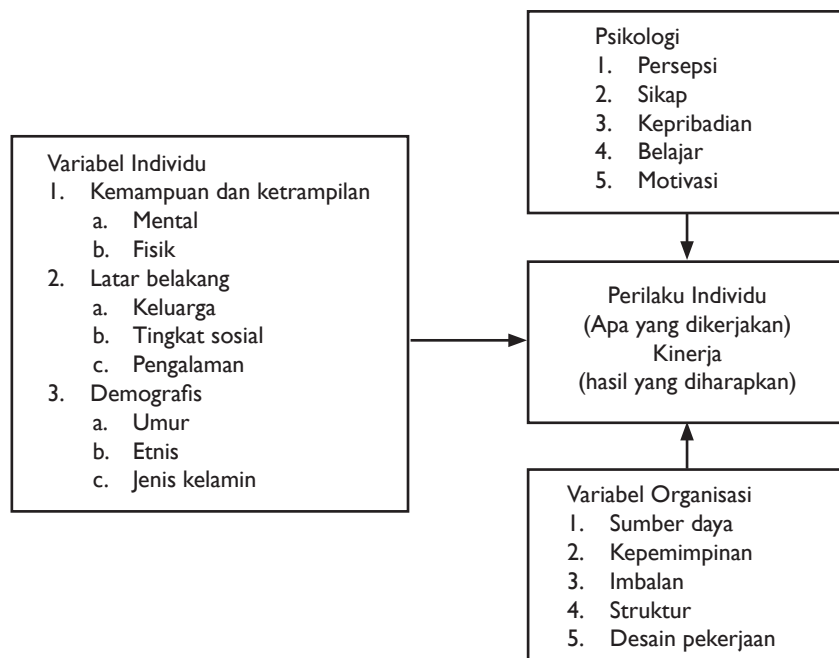 Psikologi
1. Persepsi
2. Sikap
3. Kepribadian
4. Belajar
5. Motivasi
Variabel Individu
1. Kemampuan dan ketrampilan
a. Mental
b. Fisik
2. Latar belakang
a. Keluarga
b. Tingkat sosial
c. Pengalaman
3. Demografis
a. Umur
b. Etnis
c. Jenis kelamin
Perilaku Individu
(Apa yang dikerjakan)
Kinerja
(hasil yang diharapkan)
Variabel Organisasi
1. Sumber daya
2. Kepemimpinan
3. Imbalan
4. Struktur
5. Desain pekerjaan